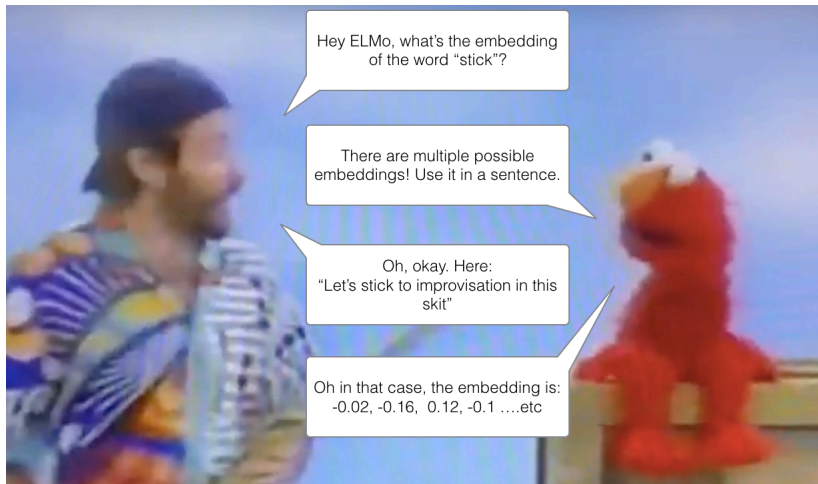 Hey ELMo, what's the embedding
of the word "stick"?
There are multiple possible
embeddings! Use it in a sentence.
Oh, okay. Here:
"Let's stick to improvisation in this
skit"
Oh in that case, the embedding is:
-0.02, -0.16, 0.12, -0.1 ....etc